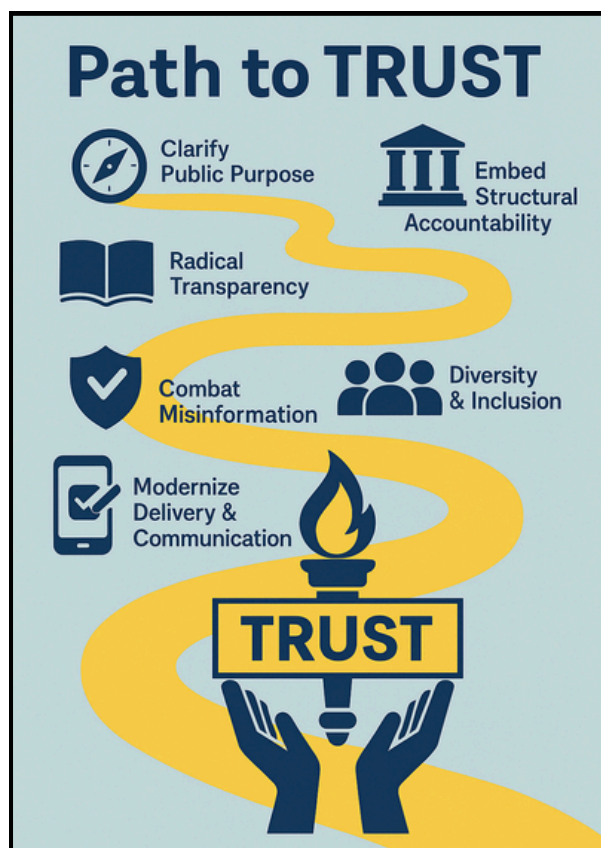 Path to TRUST
Clarify
Public Purpose
Embed
Structural
Accountability
Radical
Transparency
Combat
Misinformation
Diversity
& Inclusion
Modernize
Delivery &
Communication
TRUST